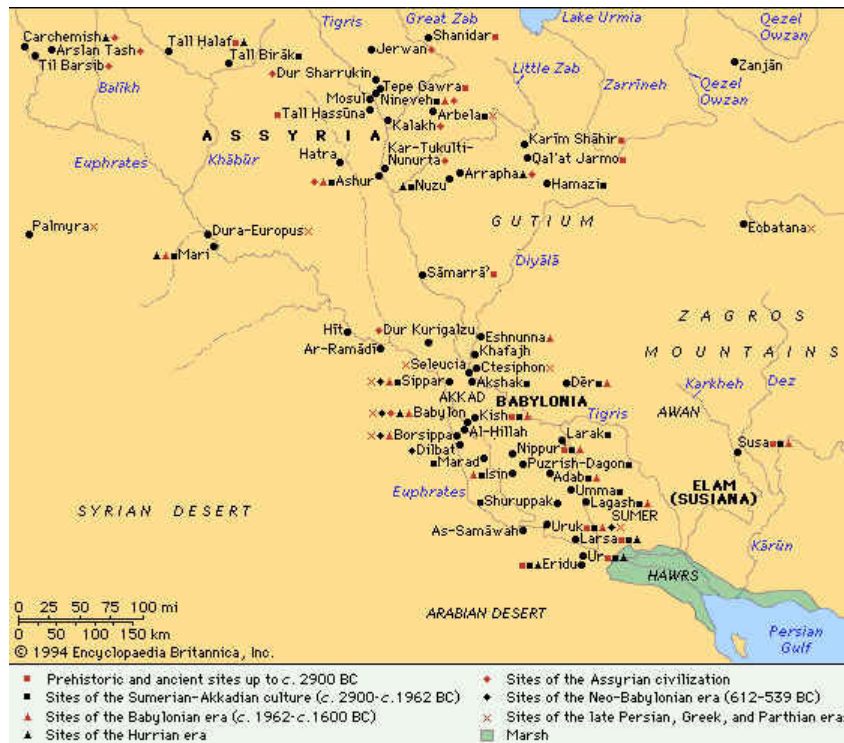 Tigris
Great Zab
Lake Urmia
Qezel
Owzan
Carchemish
Arslan Tash
Til Barsib
Tall Halaf
Tall Birāk
Jerwan
Shanidar
Zanjān
Balīkh
Dur Sharrukin
Tepe Gawra
Little Zab
Zarrīneh
Qezel
Owzan
Mosul
Nineveh
Tall Hassūna
Arbela
Kalakh
ASSYRIA
Karīm Shāhir
Qal'at Jarmo
Euphrates
Khābūr
Hatra
Kar-Tukulti-
Nunurta
Ashur
Nuzu
Arrapha
Hamazi
GUTIUM
Palmyra
Dura-Europus
Mari
Eobatana
Diyālā
Sāmarrā'
ZAGROS
MOUNTAINS
Hīt
Dur Kurigalzu
Ar-Ramādī
Eshnunna
Khafajh
Seleucia
Ctesiphon
Sippar
Akshak
Dēr
AKKAD
BABYLONIA
Karkheh
Dez
Babylon
Kish
Tigris
AWAN
Borsippa
Al-Hillah
Larak
Dilbat
Nippur
Susa
Marad
Puzrish-Dagon
Isin
Adab
ELAM
(SUSIANA)
Euphrates
Umma
Shuruppak
Lagash
SYRIAN DESERT
SUMER
As-Samāwah
Uruk
Larsa
Kārūn
Ur
Eridu
HAWRS
ARABIAN DESERT
Persian
Gulf
0 25 50 75 100 mi
0 50 100 150 km
© 1994 Encyclopaedia Britannica, Inc.
Prehistoric and ancient sites up to c. 2900 BC
Sites of the Sumerian-Akkadian culture (c. 2900-c.1962 BC)
Sites of the Babylonian era (c. 1962-c.1600 BC)
Sites of the Hurrian era
Sites of the Assyrian civilization
Sites of the Neo-Babylonian era (612-539 BC)
Sites of the late Persian, Greek, and Parthian eras
Marsh